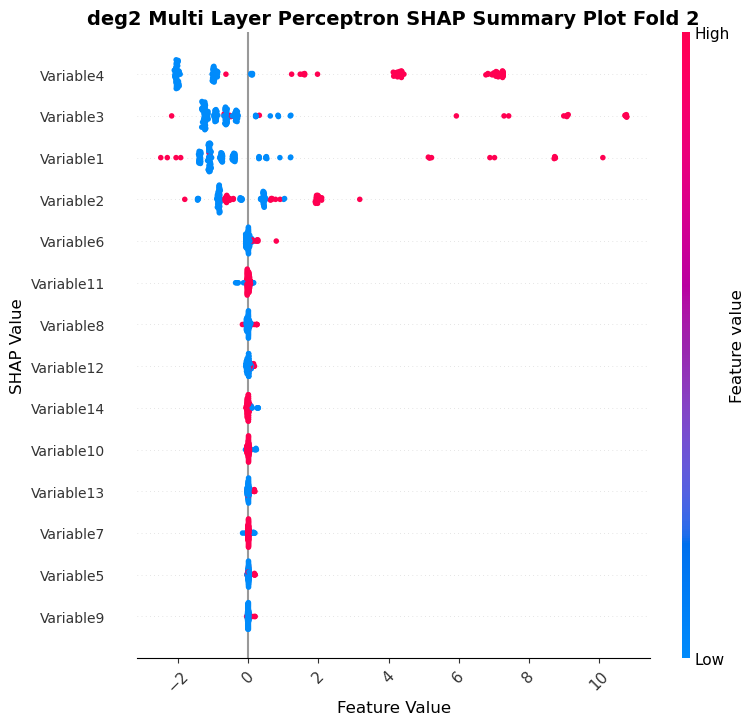 deg2 Multi Layer Perceptron SHAP Summary Plot Fold 2
High
Variable4
Variable3
Variable1
Variable2
Variable6
Variable11
Variable8
Variable12
Variable14
Variable10
Variable13
Variable7
Variable5
Variable9
SHAP Value
Feature value
Low
−2
0
2
4
6
8
10
Feature Value